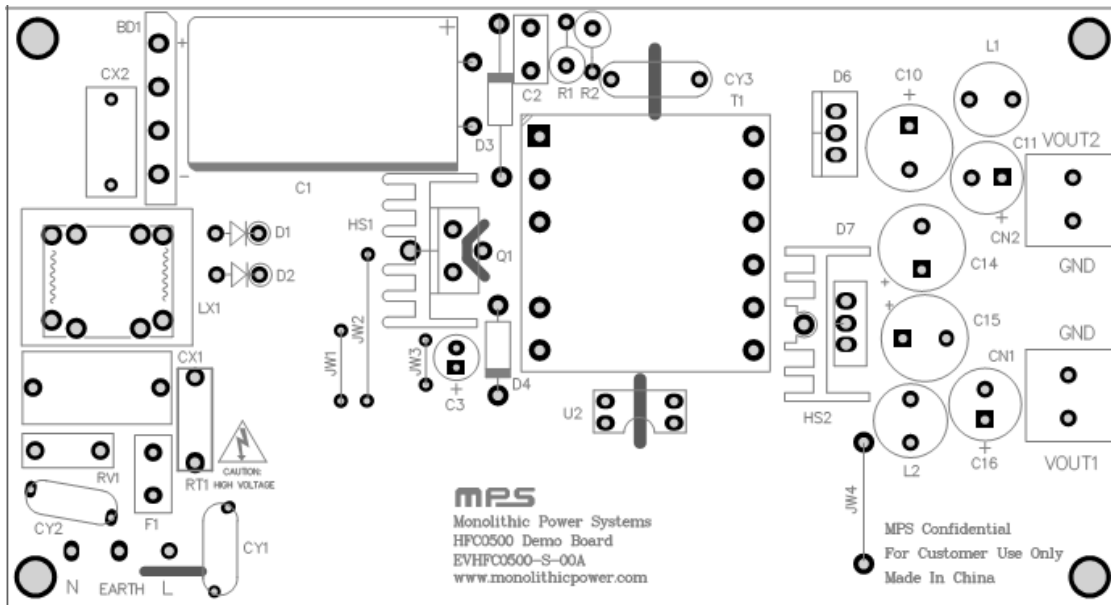 BD1
+
CX2
-
+
C1
D3
C2
R1
R2
CY3
T1
D6
C10
+
L1
C11
+
VOUT2
CN2
GND
D1
D2
LX1
HS1
Q1
D7
C14
+
+
C15
GND
CN1
HS2
JW1
JW2
JW3
+
C3
D4
U2
CX1
RV1
RT1
CAUTION:
HIGH VOLTAGE
CY2
F1
CY1
N
EARTH
L
L2
+
C16
VOUT1
JW4
mps
Monolithic Power Systems
HFC0500 Demo Board
EVHFC0500-S-00A
www.monolithicpower.com
MPS Confidential
For Customer Use Only
Made In China